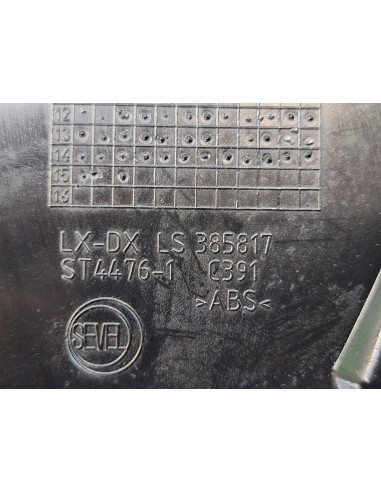 12
13
14
15
16
LX-DX LS 385817
ST4476-1 C391
>ABS<
SEVEL